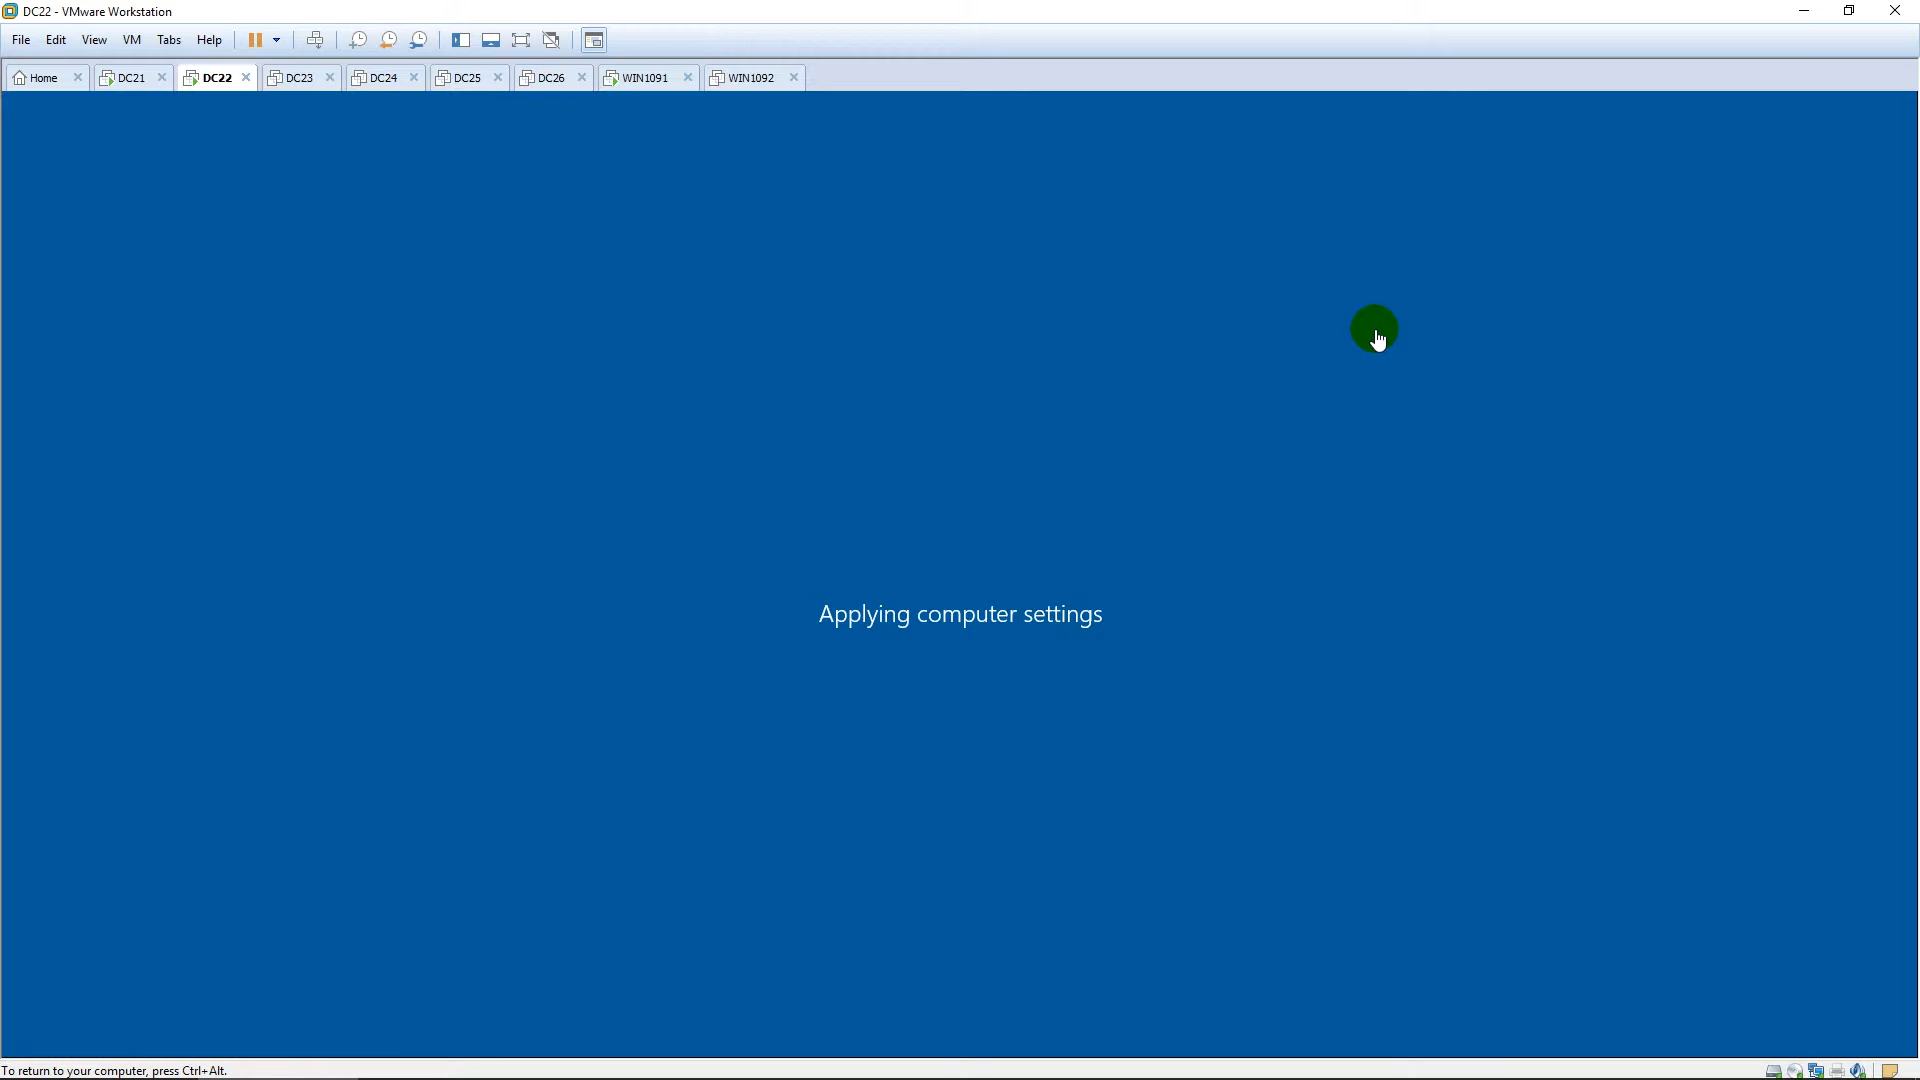 DC22 - VMware Workstation
File Edit View VM Tabs Help
Home DC21 DC22 DC23 DC24 DC25 DC26 WIN1091 WIN1092
Applying computer settings
To return to your computer, press Ctrl+Alt.